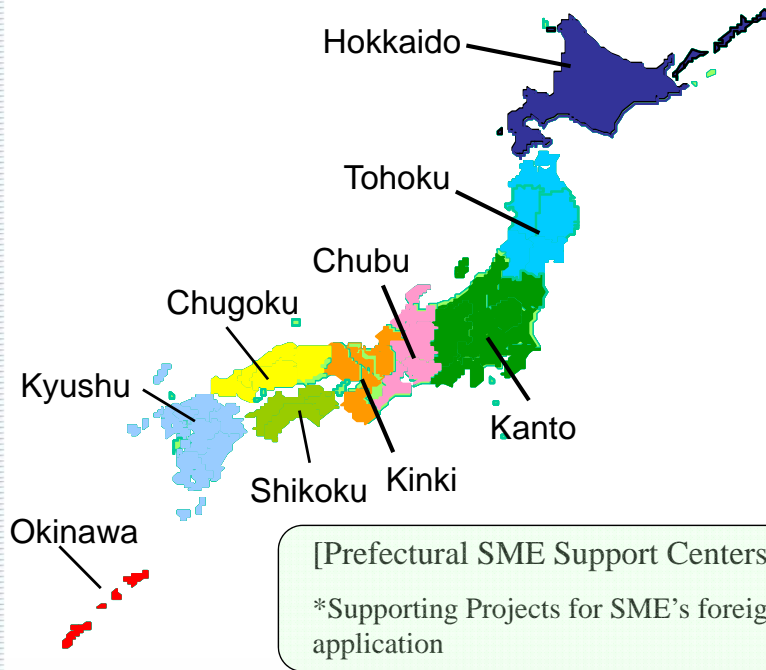 Hokkaido
Tohoku
Chubu
Chugoku
Kyushu
Kanto
Kinki
Shikoku
Okinawa
[Prefectural SME Support Centers
*Supporting Projects for SME's foreig
application